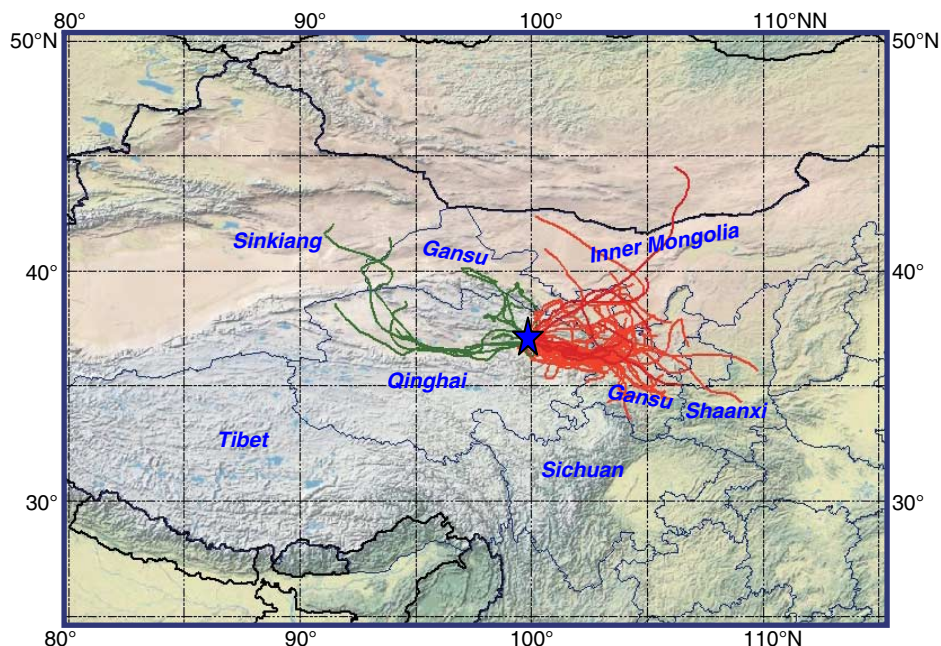 80° 90° 100° 110°NN
50°N 50°N
Sinkiang Gansu Inner Mongolia
40° 40°
Qinghai Gansu Shaanxi
Tibet Sichuan
30° 30°
80° 90° 100° 110°N